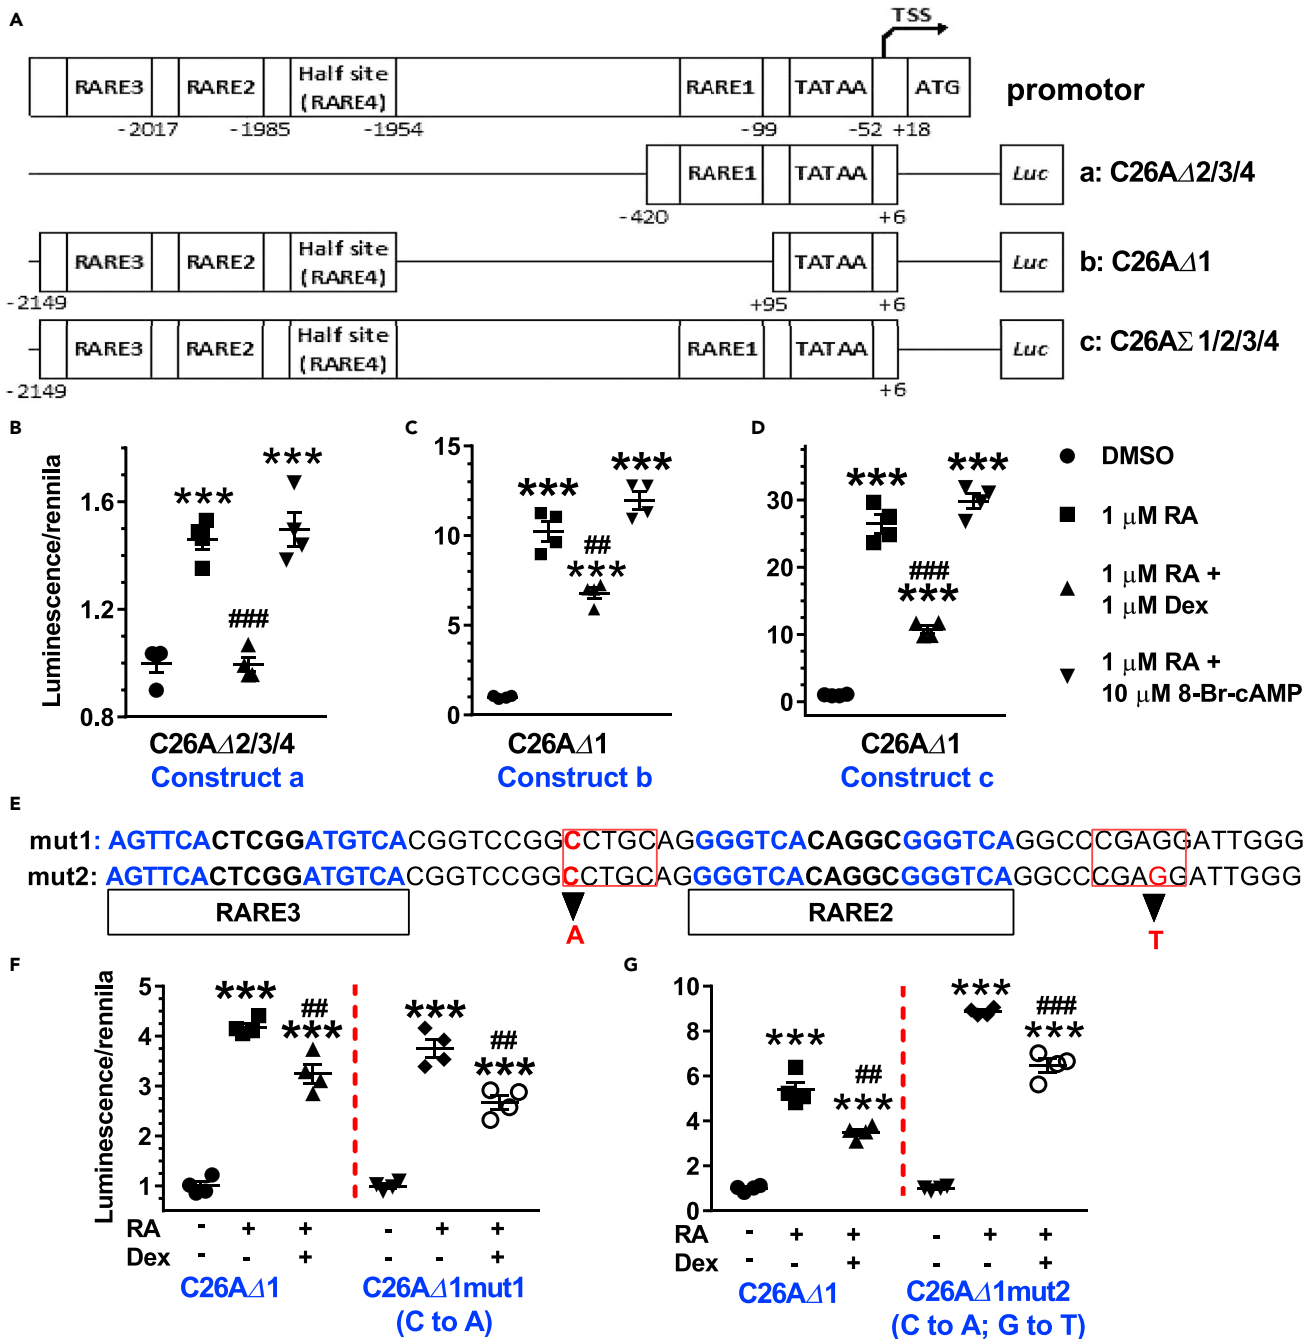 A
TSS
RARE3 RARE2 Half site (RARE4) RARE1 TATAA ATG promotor
-2017 -1985 -1954 -99 -52 +18
RARE1 TATAA Luc a: C26AΔ2/3/4
-420 +6
RARE3 RARE2 Half site (RARE4) TATAA Luc b: C26AΔ1
-2149 +95 +6
RARE3 RARE2 Half site (RARE4) RARE1 TATAA Luc c: C26AΣ1/2/3/4
-2149 +6
B
Luminescence/rennila
1.6
1.2
0.8
***
###
***
C26AΔ2/3/4
Construct a
C
15
10
5
0
***
##
***
***
C26AΔ1
Construct b
D
30
20
10
0
***
###
***
***
C26AΔ1
Construct c
DMSO
1 μM RA
1 μM RA +
1 μM Dex
1 μM RA +
10 μM 8-Br-cAMP
E
mut1: AGTTCACTCGGATGTCACGGTCCGGCCTGCAGGGGTCACAGGCGGGTCAGGCCCGAGGATTGGG
mut2: AGTTCACTCGGATGTCACGGTCCGGCCTGCAGGGGTCACAGGCGGGTCAGGCCCGAGGATTGGG
RARE3 RARE2
A T
F
Luminescence/rennila
5
4
3
2
1
***
##
***
***
##
***
RA - + + - + +
Dex - - + - - +
C26AΔ1 C26AΔ1mut1
(C to A)
G
10
8
6
4
2
0
***
##
***
***
###
***
- + + - + +
- - + - - +
C26AΔ1 C26AΔ1mut2
(C to A; G to T)